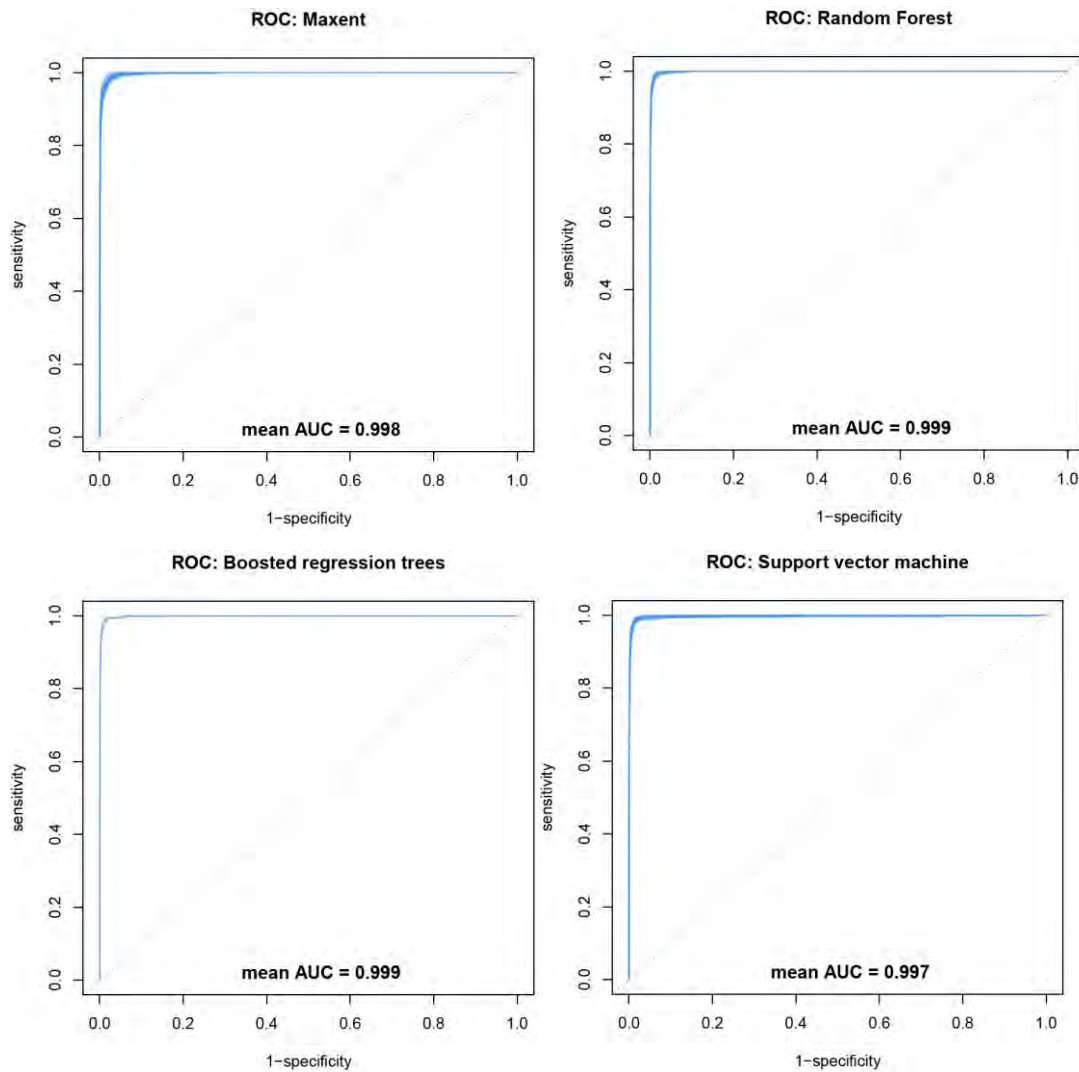 ROC: Maxent
sensitivity
1.0
0.8
0.6
0.4
0.2
0.0
mean AUC = 0.998
0.0 0.2 0.4 0.6 0.8 1.0
1−specificity
ROC: Random Forest
sensitivity
1.0
0.8
0.6
0.4
0.2
0.0
mean AUC = 0.999
0.0 0.2 0.4 0.6 0.8 1.0
1−specificity
ROC: Boosted regression trees
sensitivity
1.0
0.8
0.6
0.4
0.2
0.0
mean AUC = 0.999
0.0 0.2 0.4 0.6 0.8 1.0
1−specificity
ROC: Support vector machine
sensitivity
1.0
0.8
0.6
0.4
0.2
0.0
mean AUC = 0.997
0.0 0.2 0.4 0.6 0.8 1.0
1−specificity